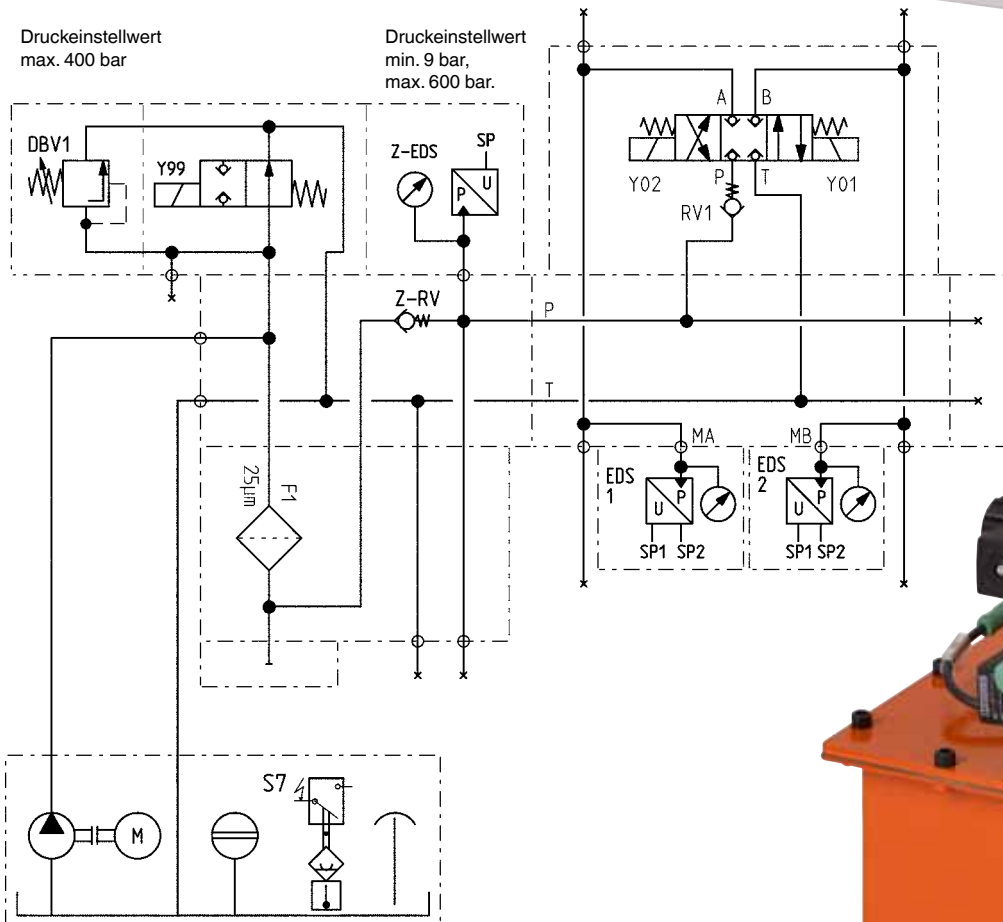 Druckeinstellwert
max. 400 bar
Druckeinstellwert
min. 9 bar,
max. 600 bar.
DBV1
Y99
Z-EDS
SP
P
U
A
B
Y02
P
T
Y01
RV1
Z-RV
P
T
MA
MB
25µm
F1
EDS
1
U
P
SP1
SP2
EDS
2
U
P
SP1
SP2
S7
M